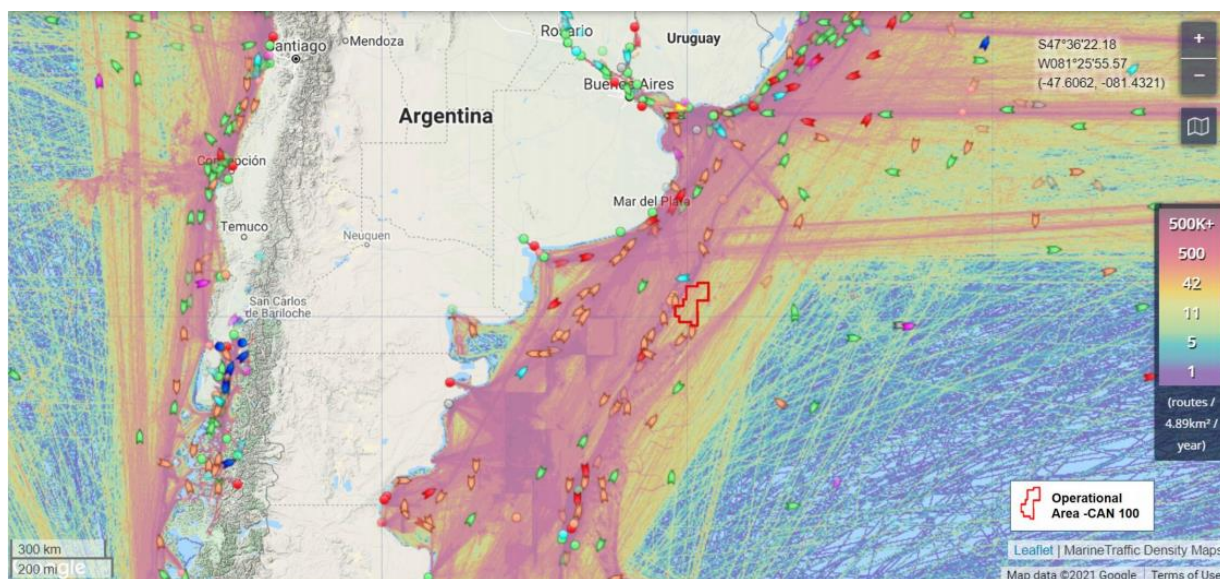 Rosario
Uruguay
Santiago
Mendoza
Buenos Aires
Argentina
Concepción
Mar del Plata
Temuco
Neuquen
San Carlos
de Bariloche
S47°36'22.18
W081°25'55.57
(-47.6062, -081.4321)
+
−
500K+
500
42
11
5
1
(routes /
4.89km² /
year)
Operational
Area -CAN 100
300 km
200 mi
Leaflet | MarineTraffic Density Maps
Map data ©2021 Google
Terms of Use